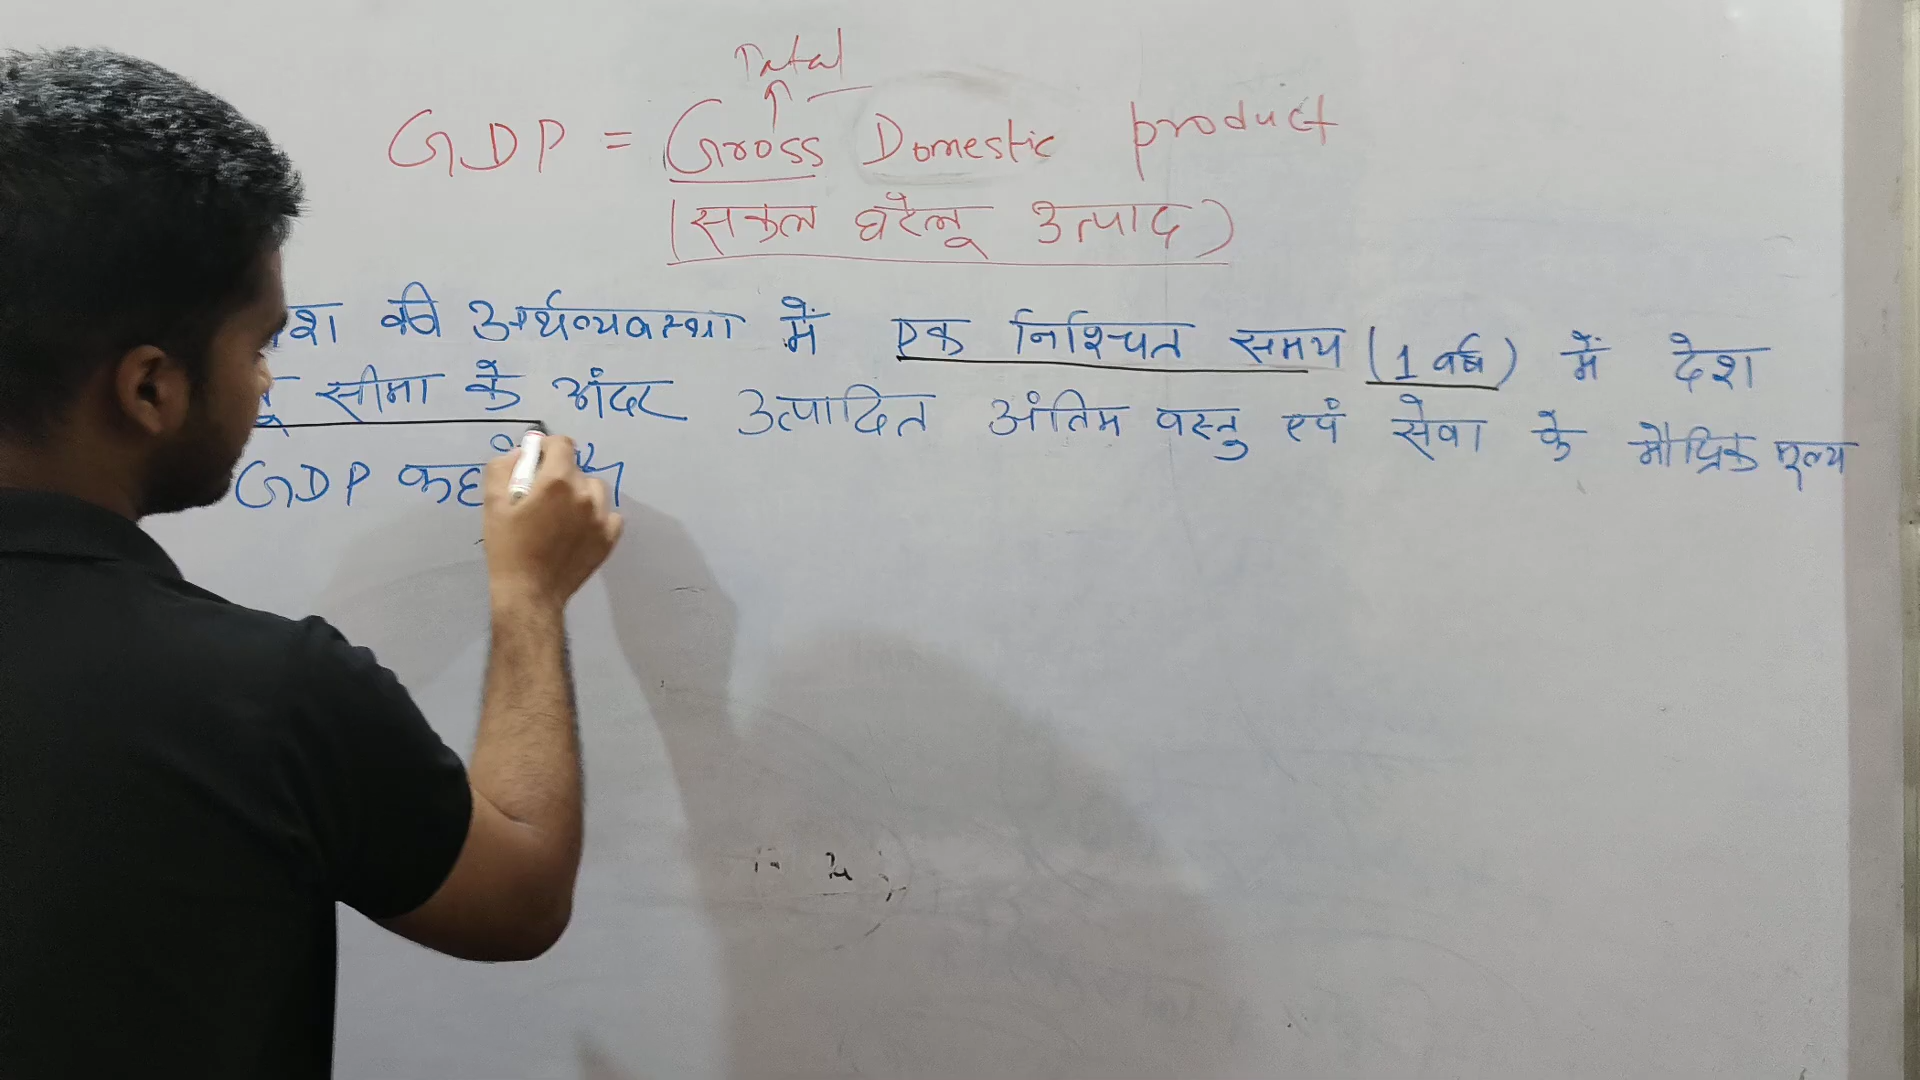 Total
GDP = Gross Domestic product
(सकल घरेलू उत्पाद)
की अर्थव्यवस्था में एक निश्चित समय (1 वर्ष) में देश
सीमा के अंदर उत्पादित अंतिम वस्तु एवं सेवा के मौद्रिक मूल्य
GDP